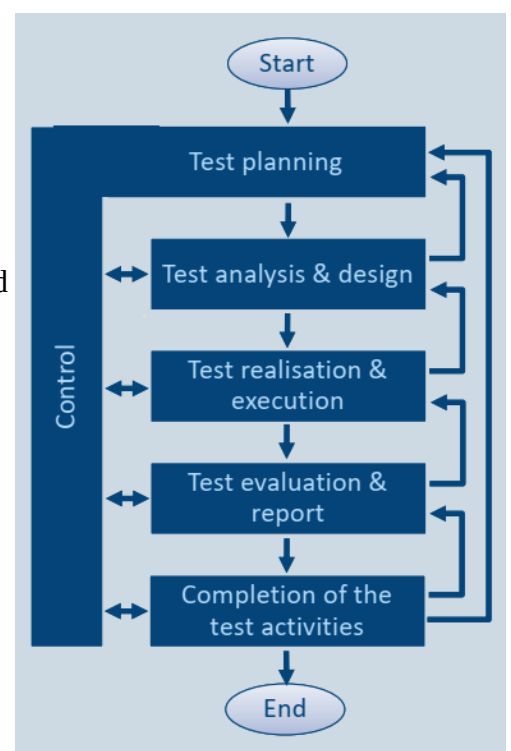 Start
Test planning
d
Test analysis & design
Control
Test realisation &
execution
Test evaluation &
report
Completion of the
test activities
End